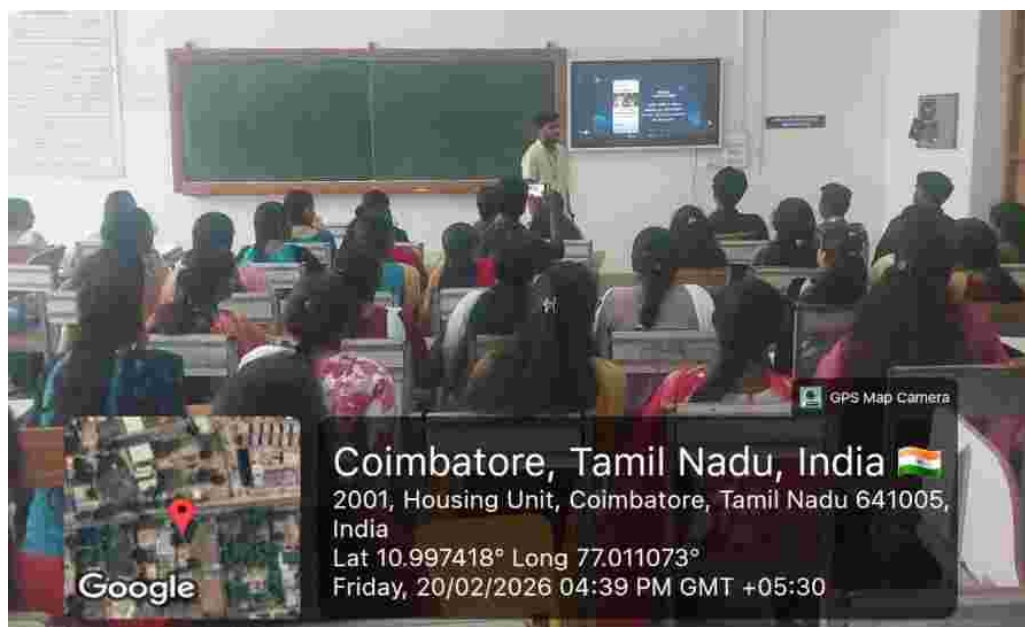 GPS Map Camera
Coimbatore, Tamil Nadu, India
2001, Housing Unit, Coimbatore, Tamil Nadu 641005,
India
Lat 10.997418° Long 77.011073°
Friday, 20/02/2026 04:39 PM GMT +05:30
Google